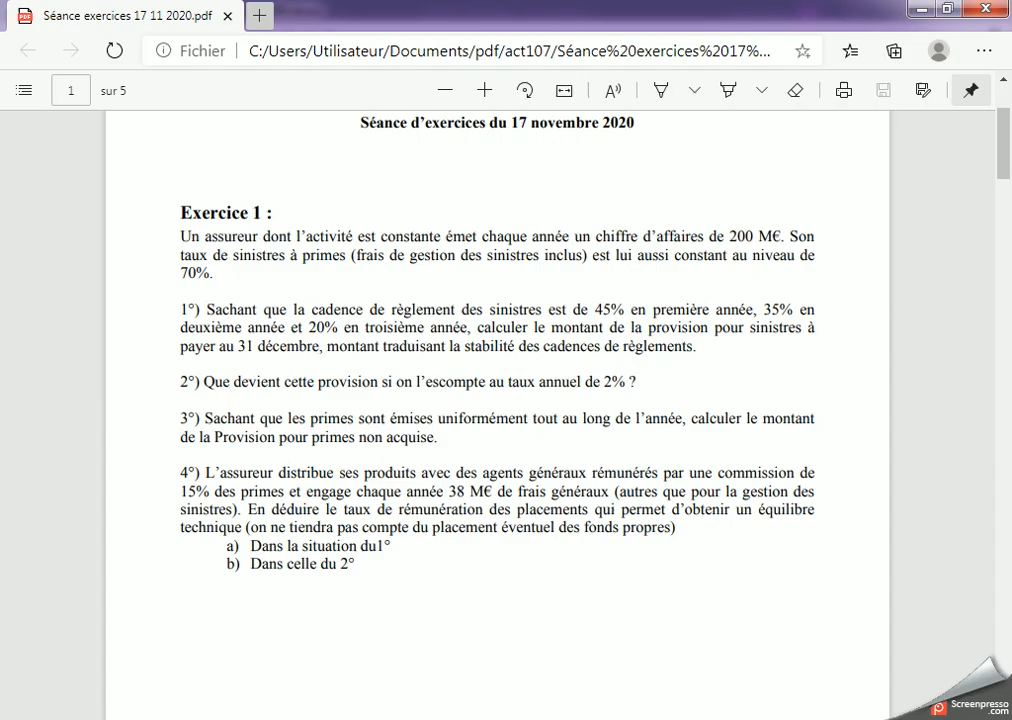 Séance exercices 17 11 2020.pdf
Fichier
C:/Users/Utilisateur/Documents/pdf/act107/Séance%20exercices%2017%...
1 sur 5
Séance d'exercices du 17 novembre 2020
Exercice 1 :
Un assureur dont l'activité est constante émet chaque année un chiffre d'affaires de 200 M€. Son
taux de sinistres à primes (frais de gestion des sinistres inclus) est lui aussi constant au niveau de
70%.
1°) Sachant que la cadence de règlement des sinistres est de 45% en première année, 35% en
deuxième année et 20% en troisième année, calculer le montant de la provision pour sinistres à
payer au 31 décembre, montant traduisant la stabilité des cadences de règlements.
2°) Que devient cette provision si on l'escompte au taux annuel de 2% ?
3°) Sachant que les primes sont émises uniformément tout au long de l'année, calculer le montant
de la Provision pour primes non acquise.
4°) L'assureur distribue ses produits avec des agents généraux rémunérés par une commission de
15% des primes et engage chaque année 38 M€ de frais généraux (autres que pour la gestion des
sinistres). En déduire le taux de rémunération des placements qui permet d'obtenir un équilibre
technique (on ne tiendra pas compte du placement éventuel des fonds propres)
a) Dans la situation du1°
b) Dans celle du 2°
Screenpresso
.com